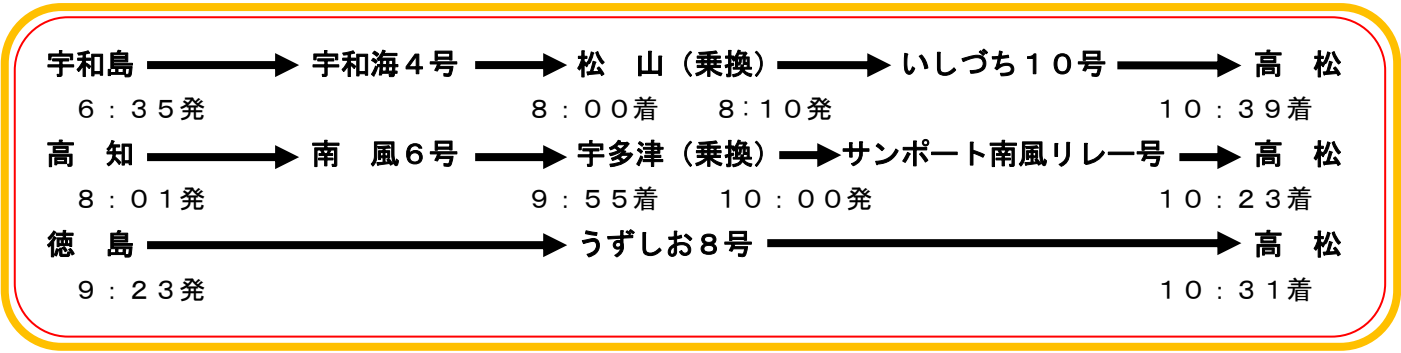 宇和島 宇和海４号 松　山（乗換） いしづち１０号 高　松
６：３５発 ８：００着 ８：１０発 １０：３９着
高　知 南　風６号 宇多津（乗換） サンポート南風リレー号 高　松
８：０１発 ９：５５着 １０：００発 １０：２３着
徳　島 うずしお８号 高　松
９：２３発 １０：３１着